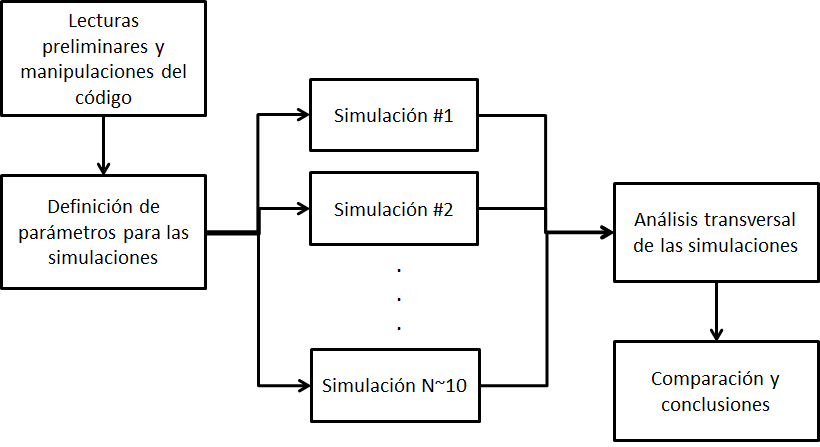 Lecturas
preliminares y
manipulaciones del
código
Definición de
parámetros para las
simulaciones
Simulación #1
Simulación #2
.
.
.
Simulación N~10
Análisis transversal
de las simulaciones
Comparación y
conclusiones